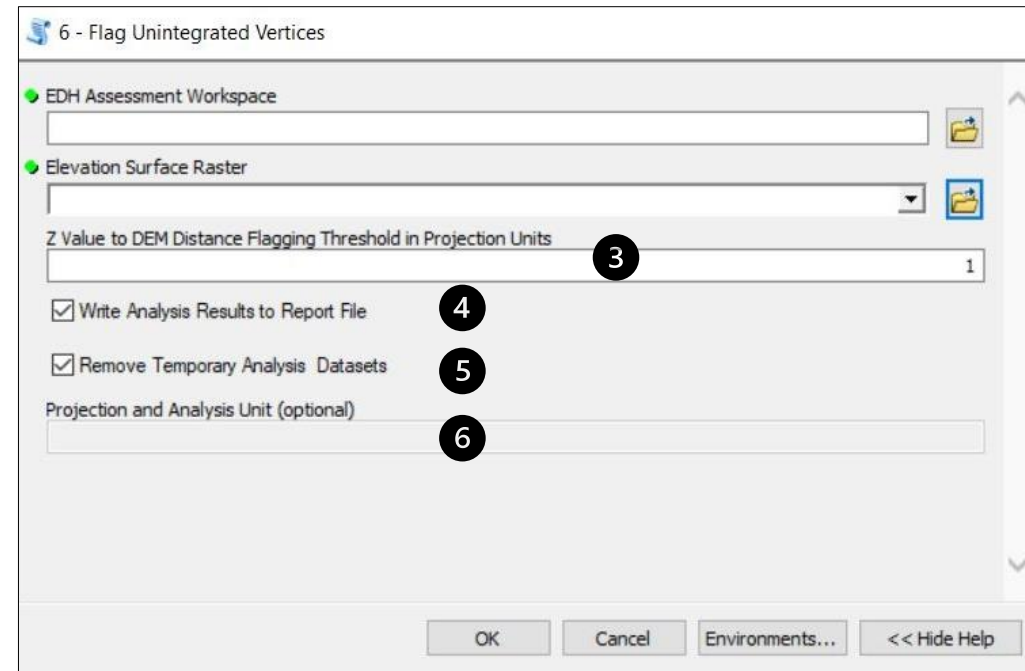 6 - Flag Unintegrated Vertices
EDH Assessment Workspace
Elevation Surface Raster
Z Value to DEM Distance Flagging Threshold in Projection Units
3
1
Write Analysis Results to Report File
4
Remove Temporary Analysis Datasets
5
Projection and Analysis Unit (optional)
6
OK Cancel Environments... << Hide Help